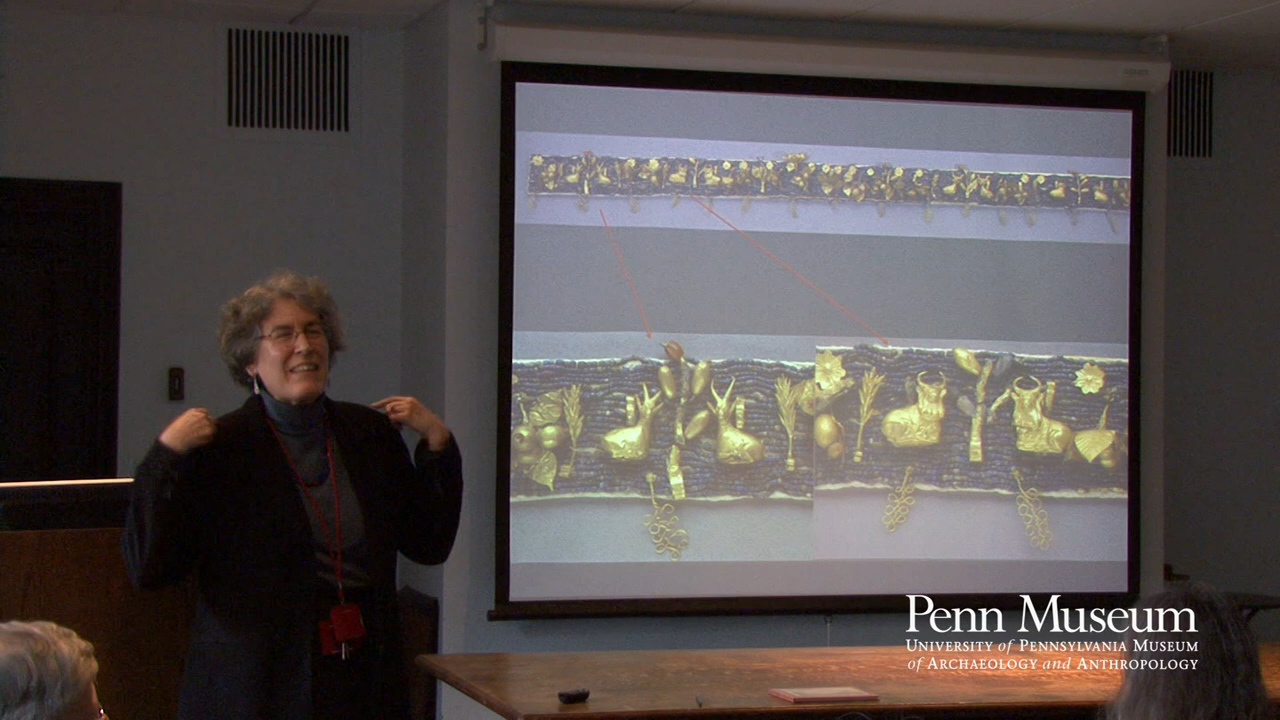 Penn Museum
University of Pennsylvania Museum
of Archaeology and Anthropology